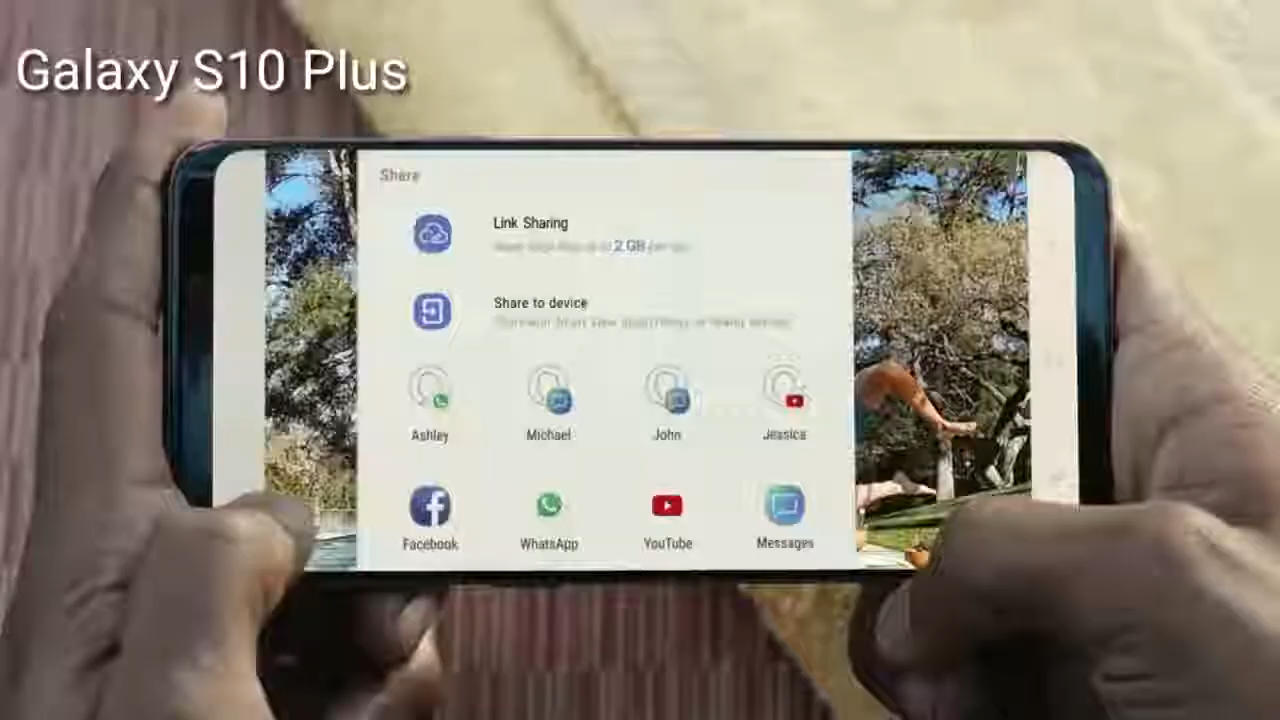 Galaxy S10 Plus
Share
Link Sharing
2 GB
Share to device
Ashley Michael John Jessica
Facebook WhatsApp YouTube Messages